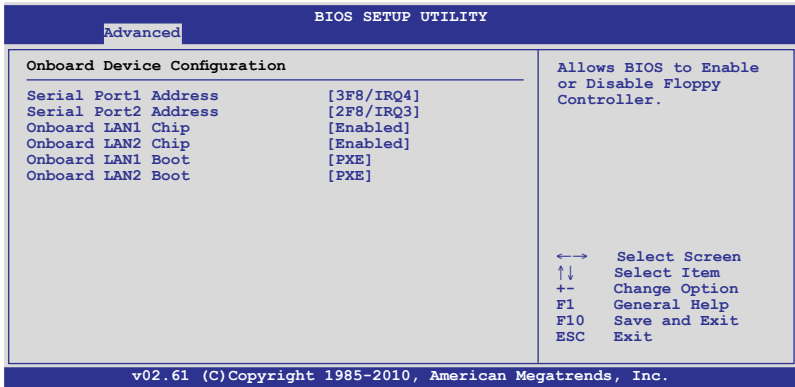 BIOS SETUP UTILITY
Advanced
Onboard Device Configuration
Serial Port1 Address [3F8/IRQ4]
Serial Port2 Address [2F8/IRQ3]
Onboard LAN1 Chip [Enabled]
Onboard LAN2 Chip [Enabled]
Onboard LAN1 Boot [PXE]
Onboard LAN2 Boot [PXE]
Allows BIOS to Enable
or Disable Floppy
Controller.
←→ Select Screen
↑↓ Select Item
+- Change Option
F1 General Help
F10 Save and Exit
ESC Exit
v02.61 (C)Copyright 1985-2010, American Megatrends, Inc.